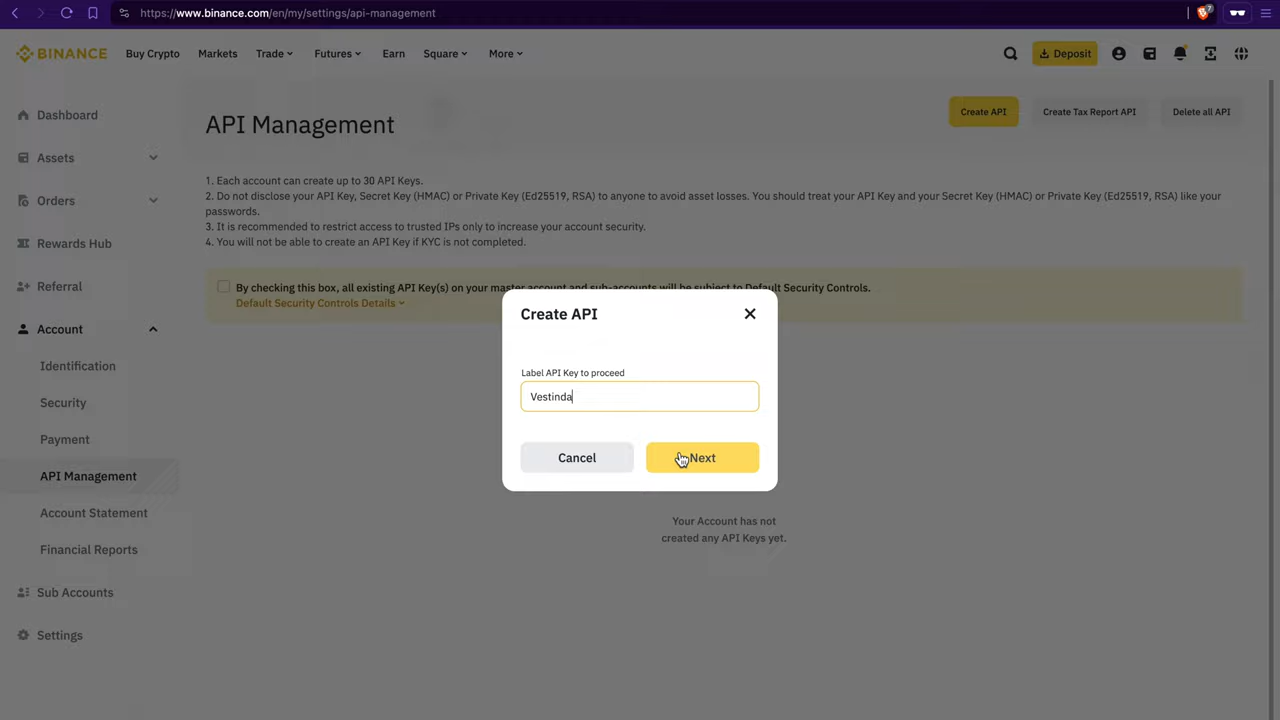 https://www.binance.com/en/my/settings/api-management
7
BINANCE
Buy Crypto
Markets
Trade
Futures
Earn
Square
More
Deposit
Dashboard
Assets
Orders
Rewards Hub
Referral
Account
Identification
Security
Payment
API Management
Account Statement
Financial Reports
Sub Accounts
Settings
API Management
Create API
Create Tax Report API
Delete all API
1. Each account can create up to 30 API Keys.
2. Do not disclose your API Key, Secret Key (HMAC) or Private Key (Ed25519, RSA) to anyone to avoid asset losses. You should treat your API Key and your Secret Key (HMAC) or Private Key (Ed25519, RSA) like your
passwords.
3. It is recommended to restrict access to trusted IPs only to increase your account security.
4. You will not be able to create an API Key if KYC is not completed.
By checking this box, all existing API Key(s) on your master account and sub-accounts will be subject to Default Security Controls.
Default Security Controls Details
Create API
Label API Key to proceed
Vestinda
Cancel
Next
Your Account has not
created any API Keys yet.